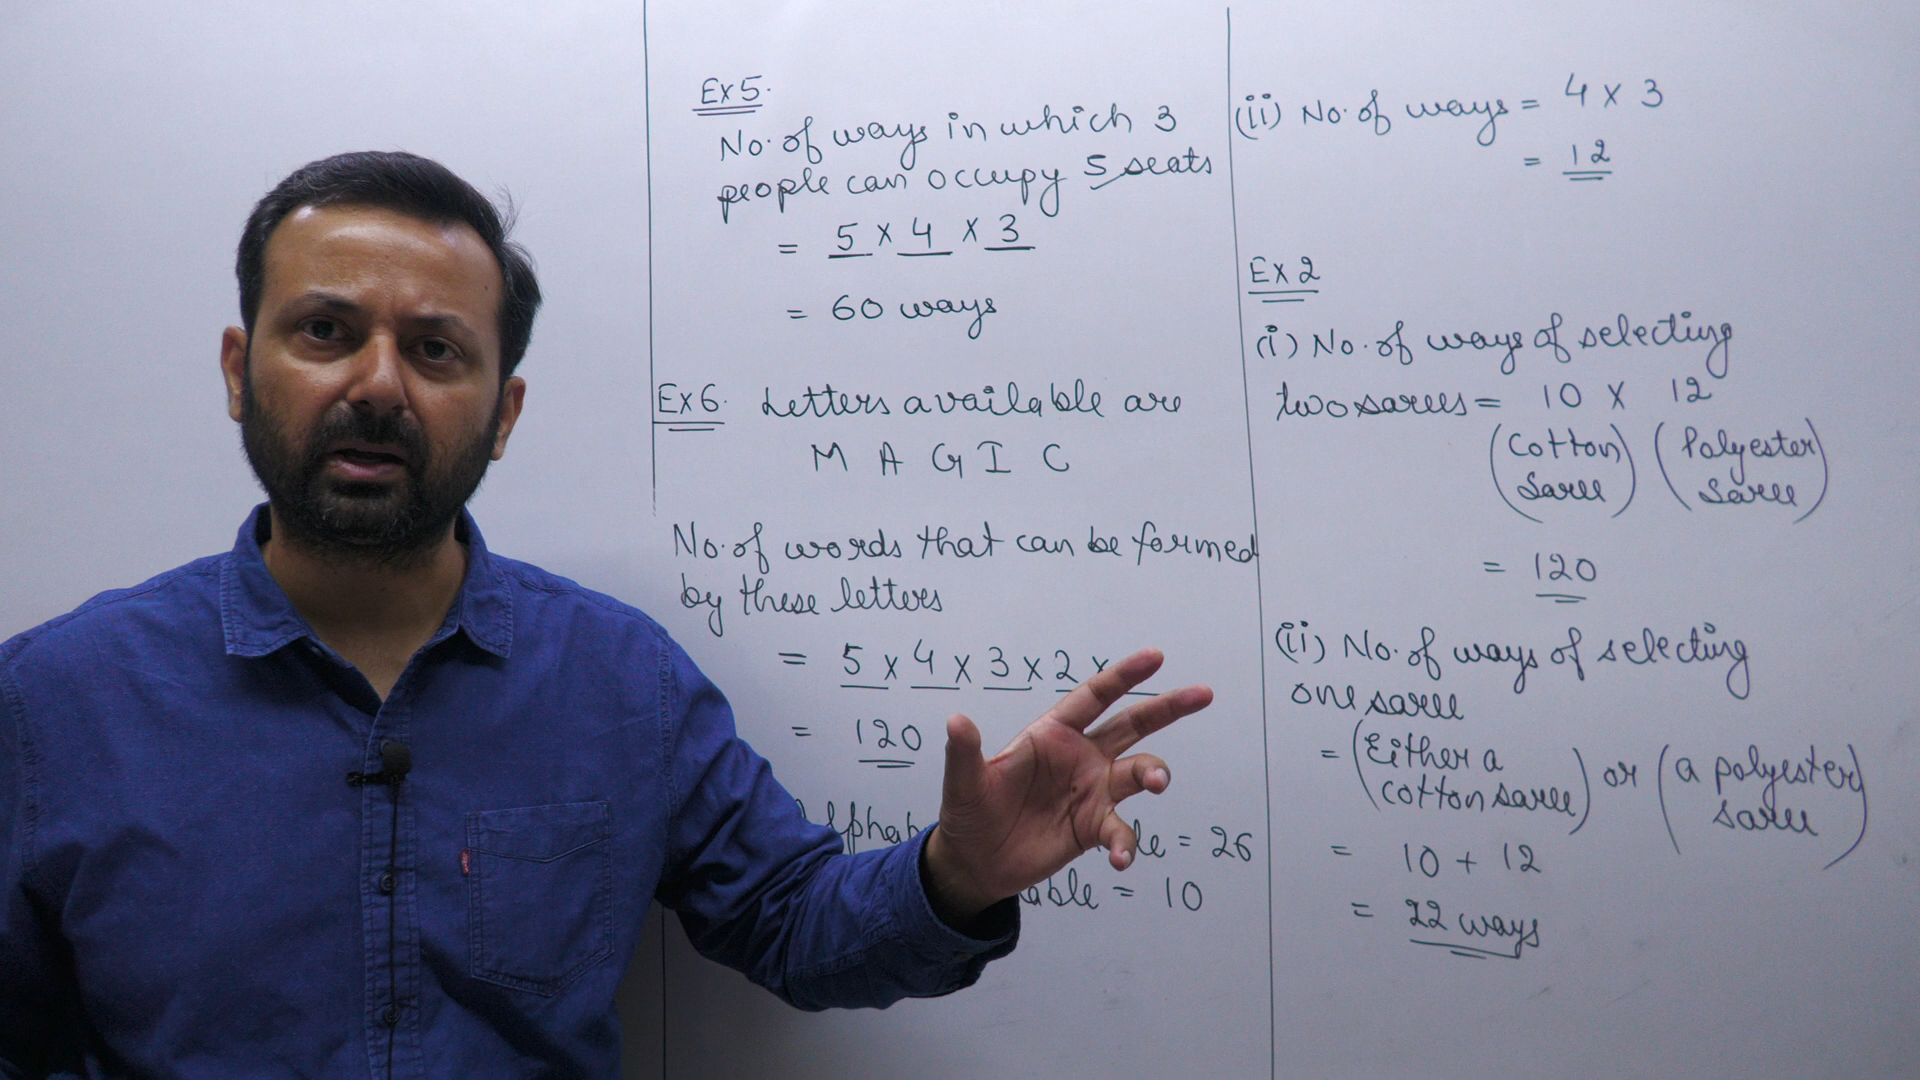 Ex 5.
No. of ways in which 3
people can occupy 5 seats
= 5 x 4 x 3
= 60 ways
Ex 6. Letters available are
M A G I C
No. of words that can be formed
by these letters
= 5 x 4 x 3 x 2 x
= 120
= 26
= 10
(ii) No. of ways = 4 x 3
= 12
Ex 2
(i) No. of ways of selecting
two sarees = 10 x 12
(Cotton Saree) (Polyester Saree)
= 120
(ii) No. of ways of selecting
one saree
= (Either a cotton saree) or (a polyester saree)
= 10 + 12
= 22 ways